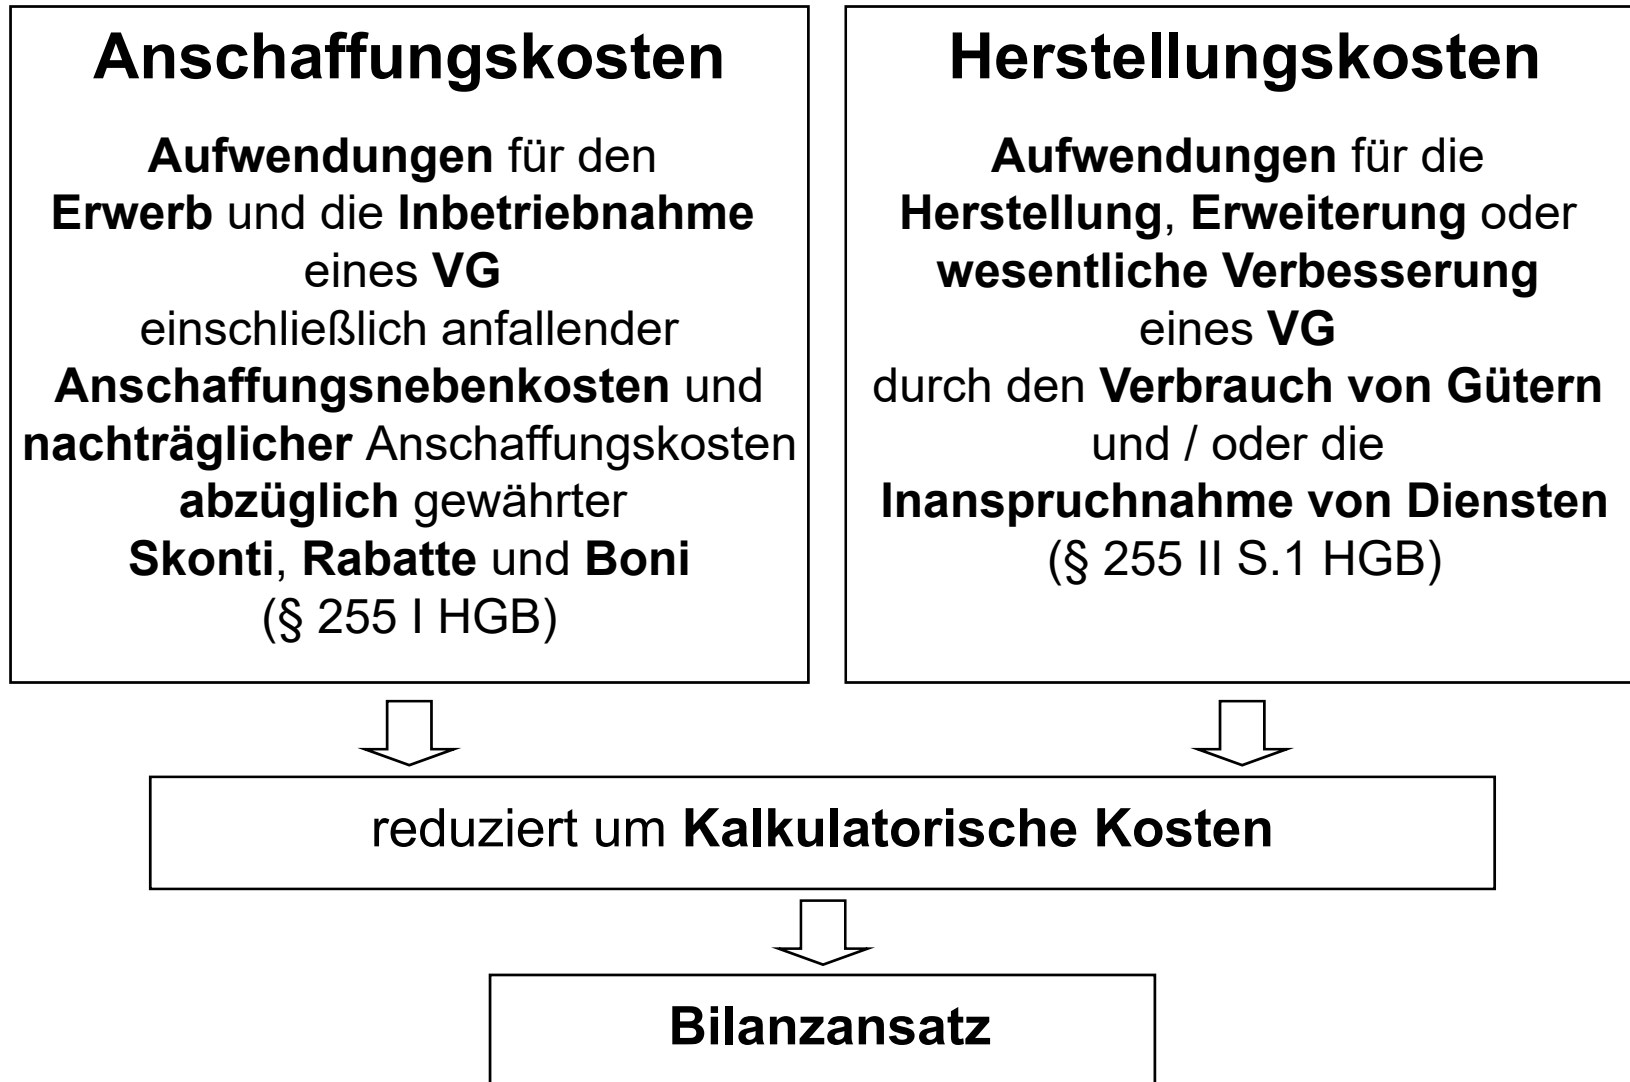 Anschaffungskosten
Aufwendungen für den
Erwerb und die Inbetriebnahme
eines VG
einschließlich anfallender
Anschaffungsnebenkosten und
nachträglicher Anschaffungskosten
abzüglich gewährter
Skonti, Rabatte und Boni
(§ 255 I HGB)
Herstellungskosten
Aufwendungen für die
Herstellung, Erweiterung oder
wesentliche Verbesserung
eines VG
durch den Verbrauch von Gütern
und / oder die
Inanspruchnahme von Diensten
(§ 255 II S.1 HGB)
reduziert um Kalkulatorische Kosten
Bilanzansatz